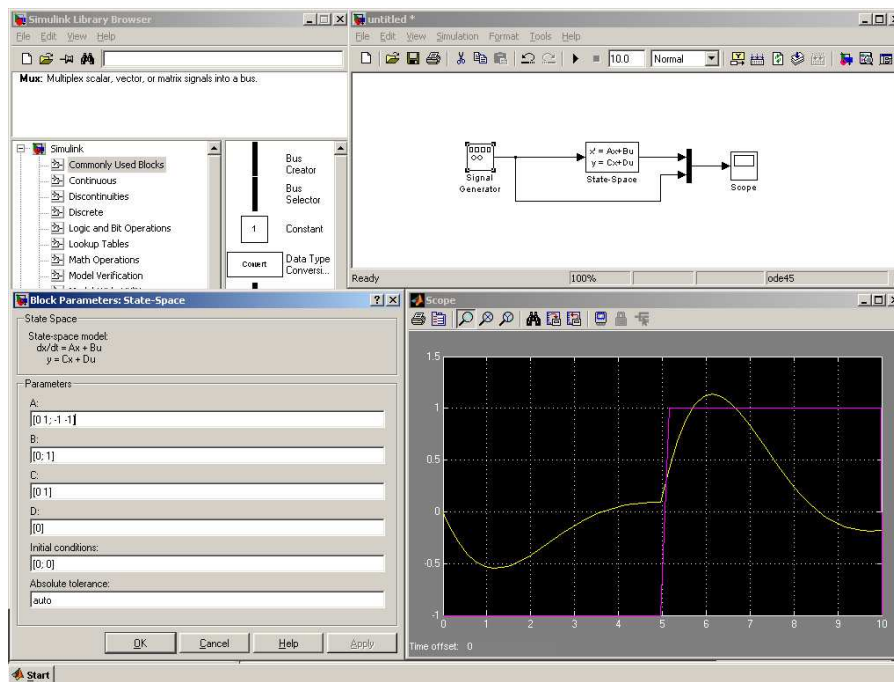 Simulink Library Browser
File Edit View Help
Mux: Multiplex scalar, vector, or matrix signals into a bus.
Simulink
Commonly Used Blocks
Continuous
Discontinuities
Discrete
Logic and Bit Operations
Lookup Tables
Math Operations
Model Verification
Bus
Creator
Bus
Selector
1
Constant
Convert
Data Type
Conversi...
untitled *
File Edit View Simulation Format Tools Help
10.0
Normal
Signal
Generator
x' = Ax+Bu
y = Cx+Du
State-Space
Scope
Ready
100%
ode45
Block Parameters: State-Space
State Space
State-space model:
dx/dt = Ax + Bu
y = Cx + Du
Parameters
A:
[0 1; -1 -1]
B:
[0; 1]
C:
[0 1]
D:
[0]
Initial conditions:
[0; 0]
Absolute tolerance:
auto
OK Cancel Help Apply
Scope
1.5
1
0.5
0
-0.5
-1
0 1 2 3 4 5 6 7 8 9 10
Time offset: 0
Start